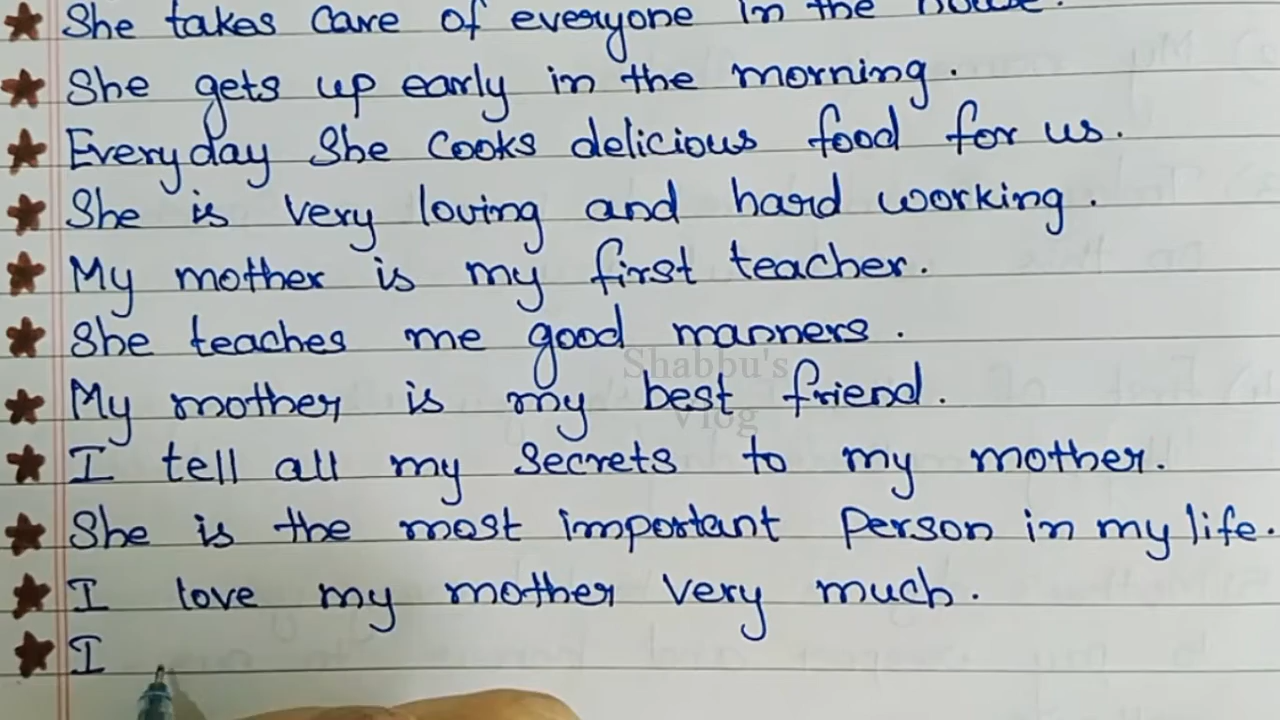 She takes care of everyone in the house.
She gets up early in the morning.
Everyday She Cooks delicious food for us.
She is very loving and hard working.
My mother is my first teacher.
She teaches me good manners.
Shabbu's
My mother is my best friend.
Vlog
I tell all my Secrets to my mother.
She is the most important Person in my life.
I love my mother Very much.
I